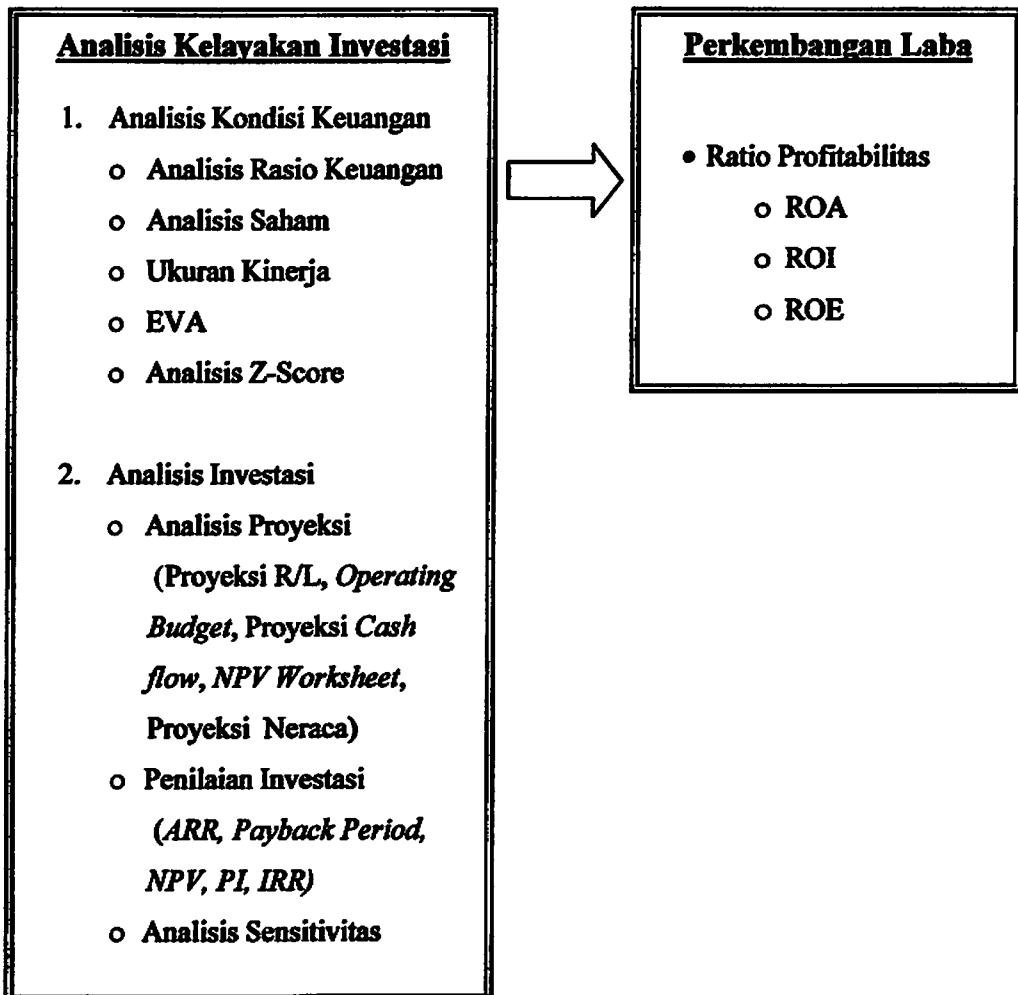 Analisis Kelayakan Investasi
1. Analisis Kondisi Keuangan
o Analisis Rasio Keuangan
o Analisis Saham
o Ukuran Kinerja
o EVA
o Analisis Z-Score
2. Analisis Investasi
o Analisis Proyeksi
(Proyeksi R/L, Operating
Budget, Proyeksi Cash
flow, NPV Worksheet,
Proyeksi Neraca)
o Penilaian Investasi
(ARR, Payback Period,
NPV, PI, IRR)
o Analisis Sensitivitas
Perkembangan Laba
• Ratio Profitabilitas
o ROA
o ROI
o ROE